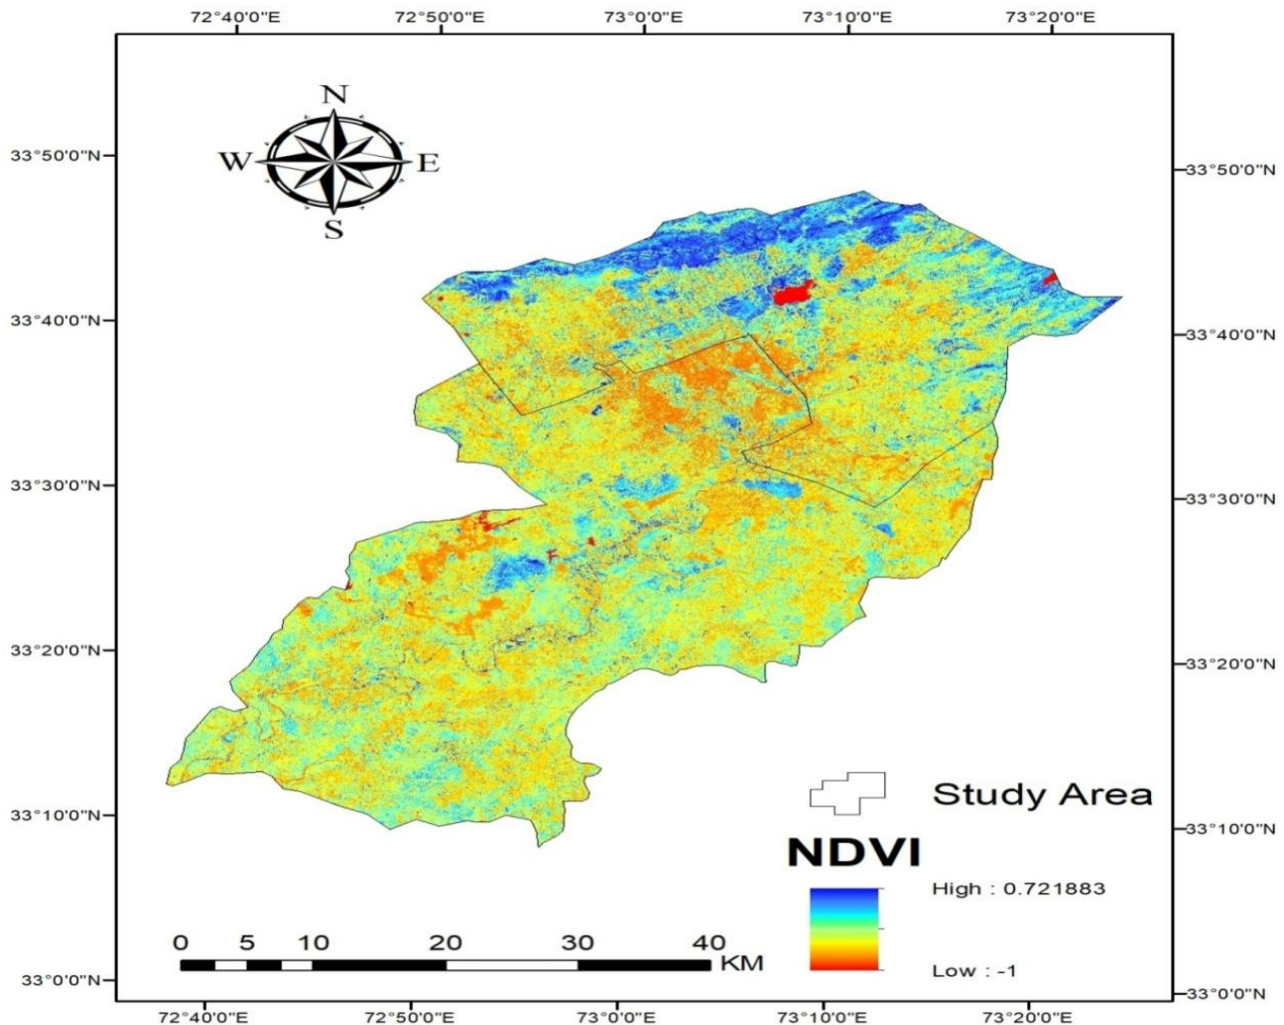 72°40'0"E 72°50'0"E 73°0'0"E 73°10'0"E 73°20'0"E
N
W E
S
33°50'0"N 33°50'0"N
33°40'0"N 33°40'0"N
33°30'0"N 33°30'0"N
33°20'0"N 33°20'0"N
33°10'0"N 33°10'0"N
Study Area
NDVI
High : 0.721883
Low : -1
0 5 10 20 30 40
KM
33°0'0"N 33°0'0"N
72°40'0"E 72°50'0"E 73°0'0"E 73°10'0"E 73°20'0"E